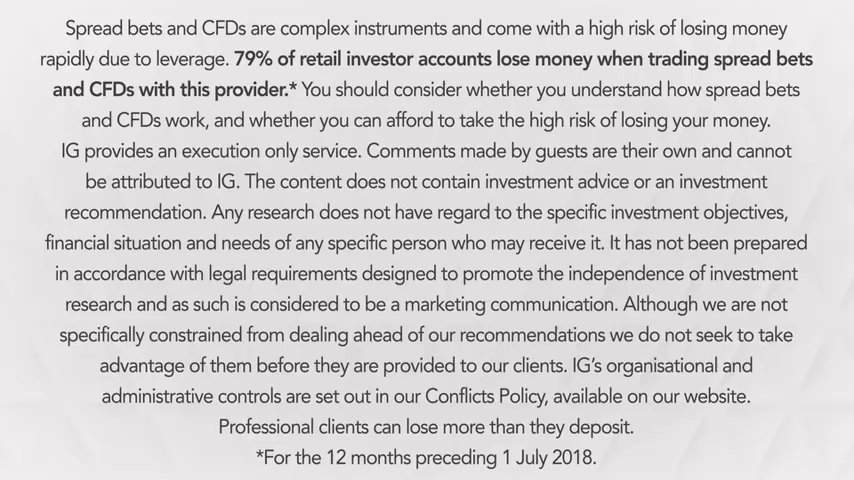 Spread bets and CFDs are complex instruments and come with a high risk of losing money
rapidly due to leverage. 79% of retail investor accounts lose money when trading spread bets
and CFDs with this provider.* You should consider whether you understand how spread bets
and CFDs work, and whether you can afford to take the high risk of losing your money.
IG provides an execution only service. Comments made by guests are their own and cannot
be attributed to IG. The content does not contain investment advice or an investment
recommendation. Any research does not have regard to the specific investment objectives,
financial situation and needs of any specific person who may receive it. It has not been prepared
in accordance with legal requirements designed to promote the independence of investment
research and as such is considered to be a marketing communication. Although we are not
specifically constrained from dealing ahead of our recommendations we do not seek to take
advantage of them before they are provided to our clients. IG’s organisational and
administrative controls are set out in our Conflicts Policy, available on our website.
Professional clients can lose more than they deposit.
*For the 12 months preceding 1 July 2018.